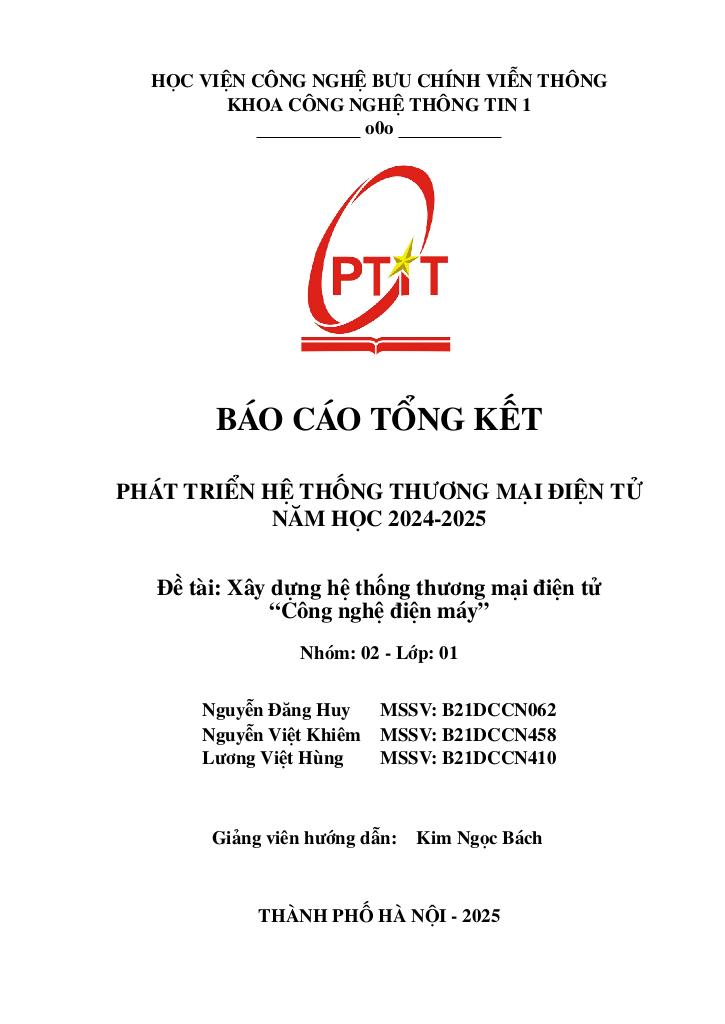 HỌC VIỆN CÔNG NGHỆ BƯU CHÍNH VIỄN THÔNG
KHOA CÔNG NGHỆ THÔNG TIN 1
___________ o0o ___________
PTIT
BÁO CÁO TỔNG KẾT
PHÁT TRIỂN HỆ THỐNG THƯƠNG MẠI ĐIỆN TỬ
NĂM HỌC 2024-2025
Đề tài: Xây dựng hệ thống thương mại điện tử
“Công nghệ điện máy”
Nhóm: 02 - Lớp: 01
Nguyễn Đăng Huy MSSV: B21DCCN062
Nguyễn Việt Khiêm MSSV: B21DCCN458
Lương Việt Hùng MSSV: B21DCCN410
Giảng viên hướng dẫn: Kim Ngọc Bách
THÀNH PHỐ HÀ NỘI - 2025